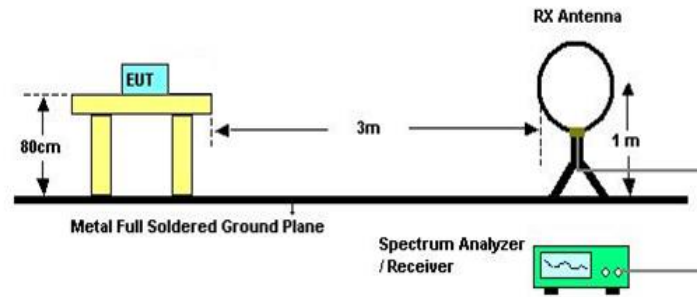 RX Antenna
EUT
80cm
3m
1 m
Metal Full Soldered Ground Plane
Spectrum Analyzer
/ Receiver